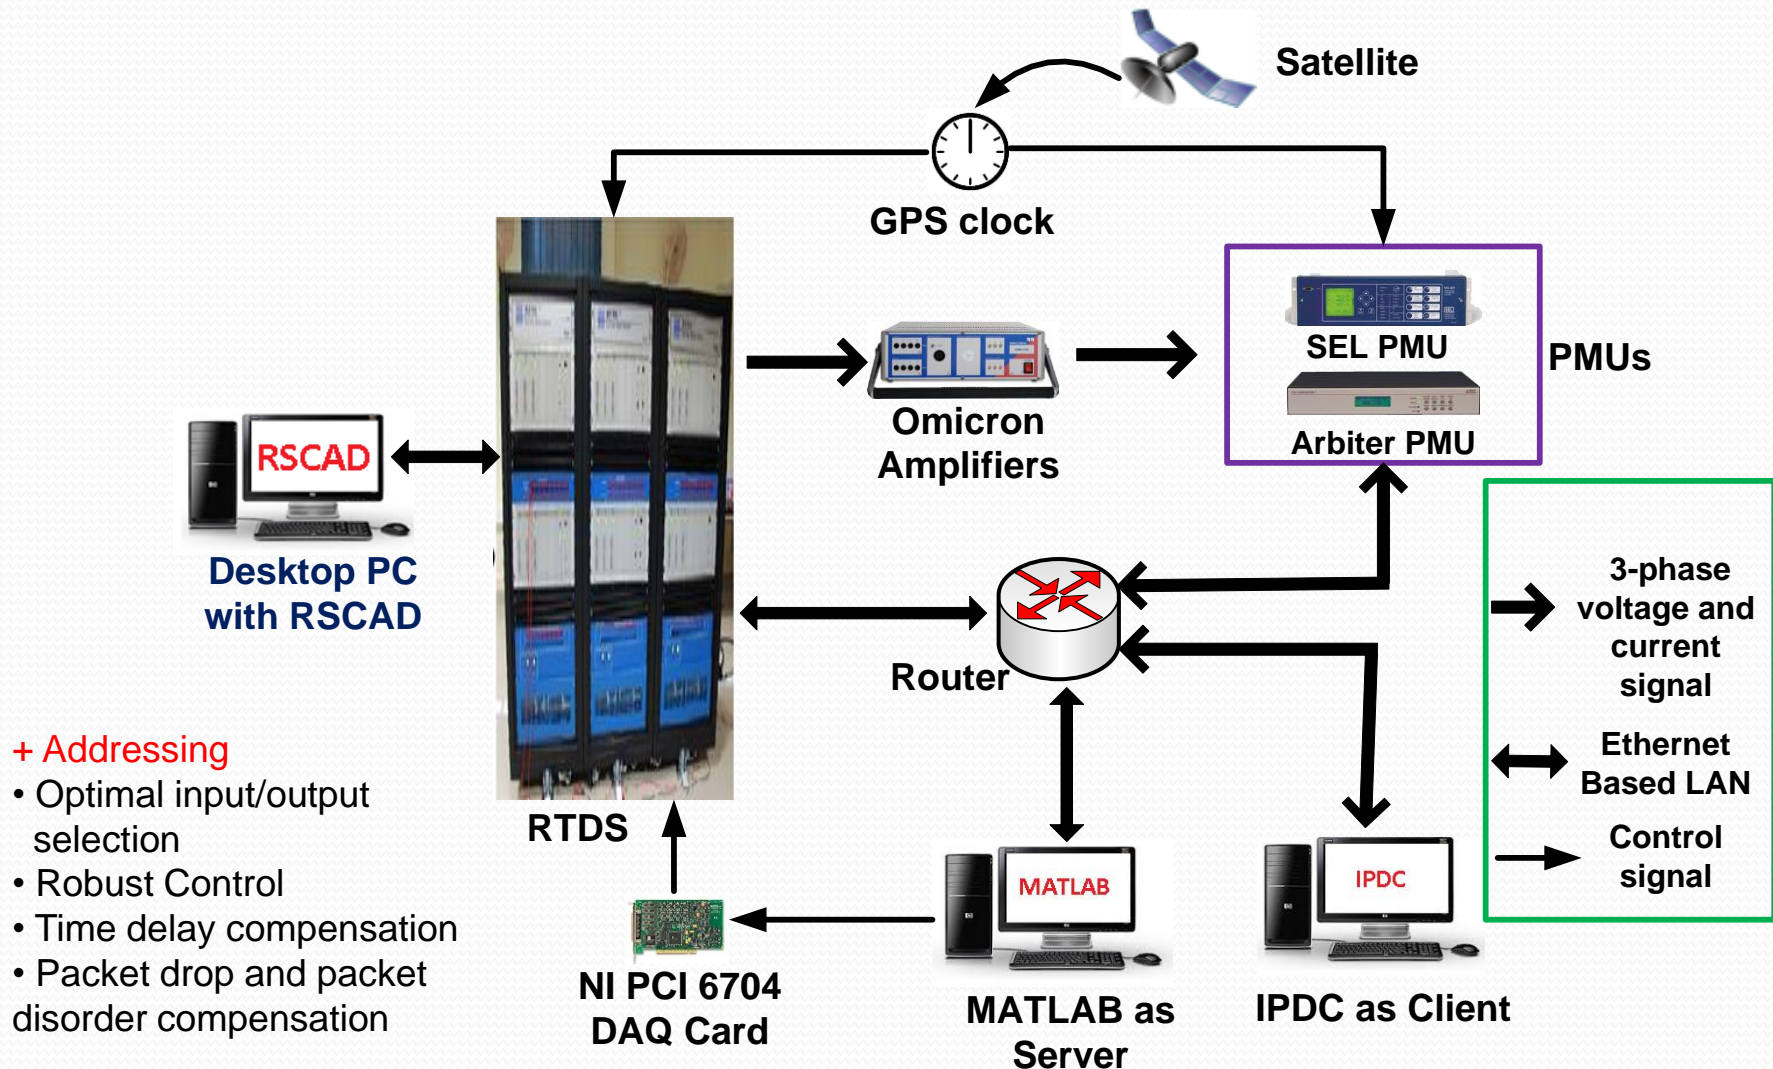 Satellite
GPS clock
SEL PMU
Arbiter PMU
PMUs
Omicron
Amplifiers
RSCAD
Desktop PC
with RSCAD
RTDS
Router
3-phase
voltage and
current
signal
Ethernet
Based LAN
Control
signal
+ Addressing
• Optimal input/output
selection
• Robust Control
• Time delay compensation
• Packet drop and packet
disorder compensation
NI PCI 6704
DAQ Card
MATLAB
MATLAB as
Server
IPDC
IPDC as Client